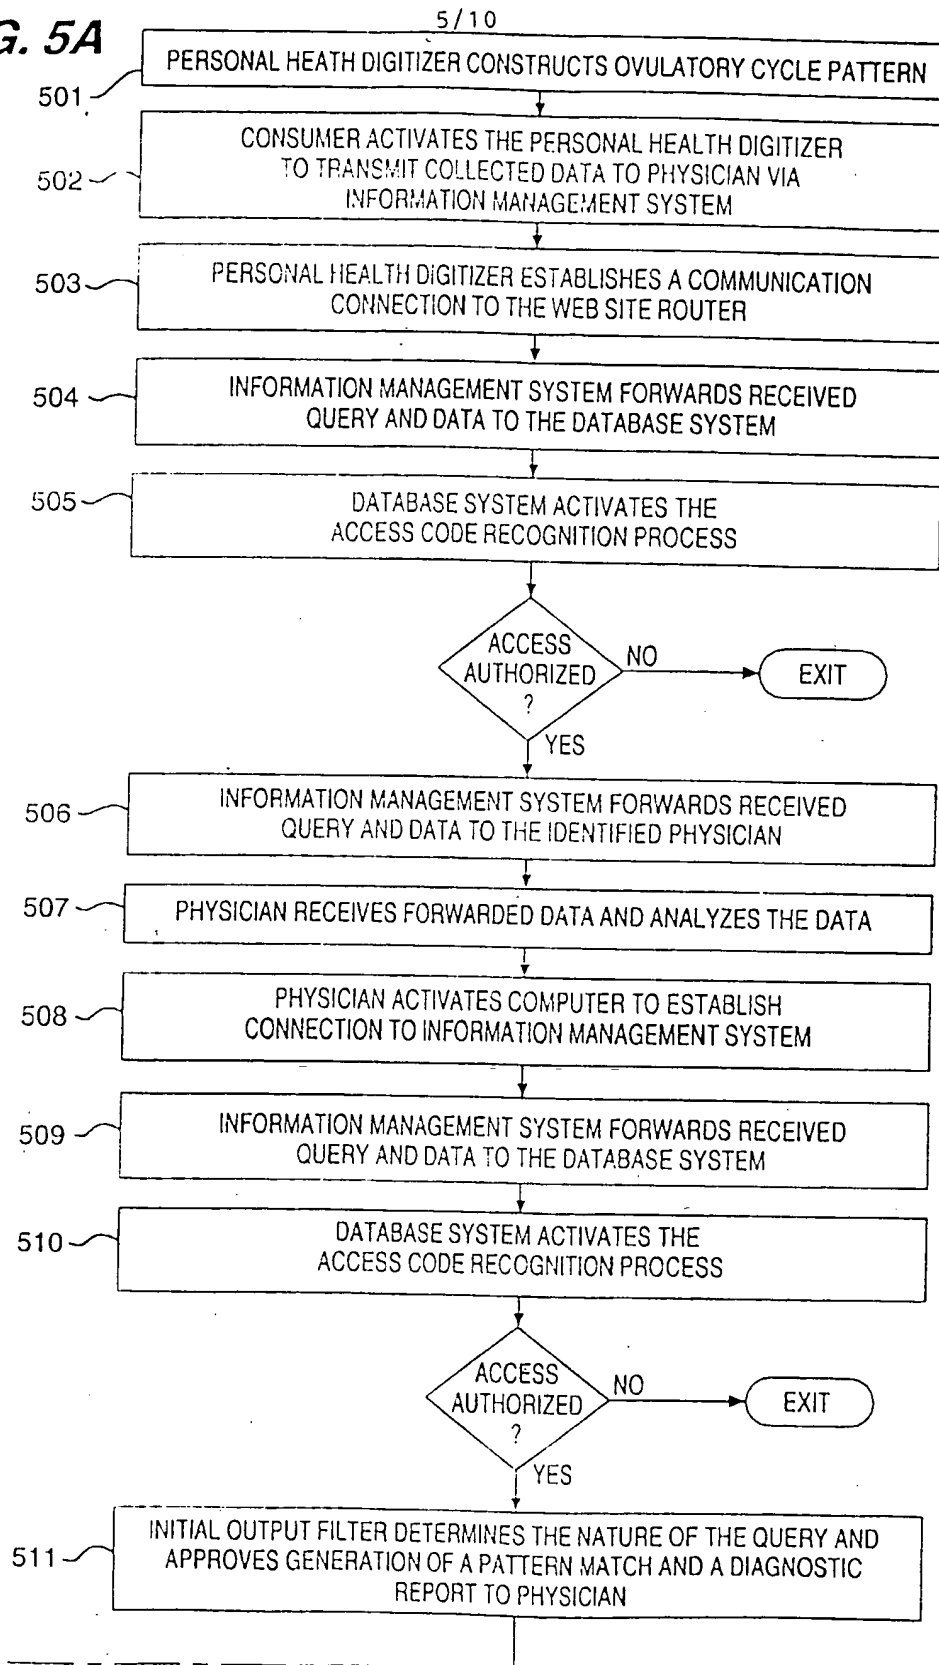 5/10
G. 5A
PERSONAL HEATH DIGITIZER CONSTRUCTS OVULATORY CYCLE PATTERN
501
CONSUMER ACTIVATES THE PERSONAL HEALTH DIGITIZER
TO TRANSMIT COLLECTED DATA TO PHYSICIAN VIA
INFORMATION MANAGEMENT SYSTEM
502
PERSONAL HEALTH DIGITIZER ESTABLISHES A COMMUNICATION
CONNECTION TO THE WEB SITE ROUTER
503
INFORMATION MANAGEMENT SYSTEM FORWARDS RECEIVED
QUERY AND DATA TO THE DATABASE SYSTEM
504
DATABASE SYSTEM ACTIVATES THE
ACCESS CODE RECOGNITION PROCESS
505
ACCESS
AUTHORIZED
?
NO
EXIT
YES
INFORMATION MANAGEMENT SYSTEM FORWARDS RECEIVED
QUERY AND DATA TO THE IDENTIFIED PHYSICIAN
506
PHYSICIAN RECEIVES FORWARDED DATA AND ANALYZES THE DATA
507
PHYSICIAN ACTIVATES COMPUTER TO ESTABLISH
CONNECTION TO INFORMATION MANAGEMENT SYSTEM
508
INFORMATION MANAGEMENT SYSTEM FORWARDS RECEIVED
QUERY AND DATA TO THE DATABASE SYSTEM
509
DATABASE SYSTEM ACTIVATES THE
ACCESS CODE RECOGNITION PROCESS
510
ACCESS
AUTHORIZED
?
NO
EXIT
YES
INITIAL OUTPUT FILTER DETERMINES THE NATURE OF THE QUERY AND
APPROVES GENERATION OF A PATTERN MATCH AND A DIAGNOSTIC
REPORT TO PHYSICIAN
511